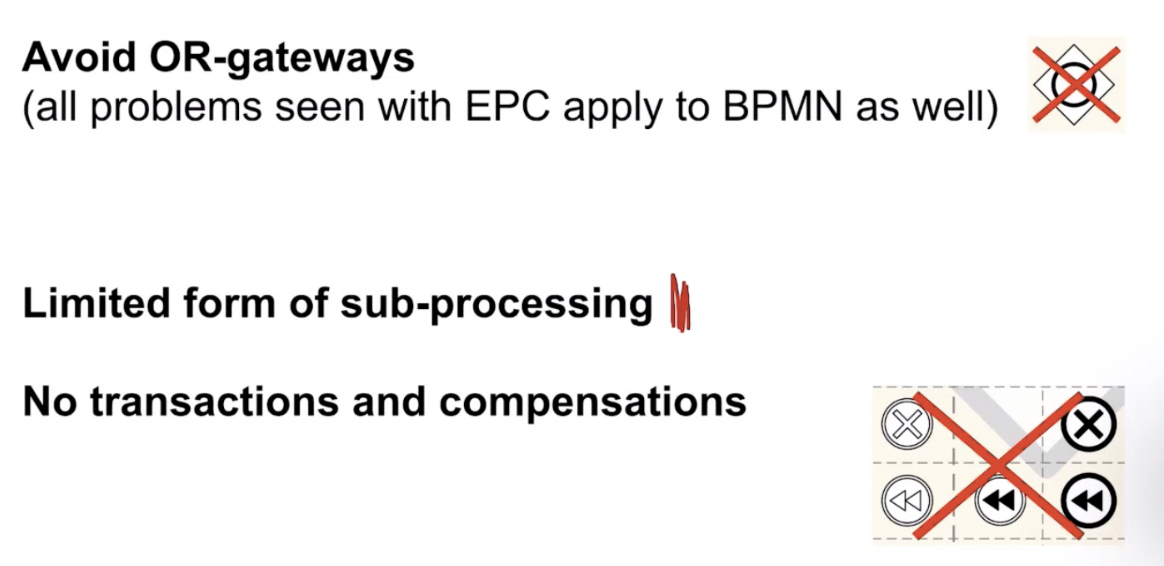 Avoid OR-gateways
(all problems seen with EPC apply to BPMN as well)
Limited form of sub-processing
No transactions and compensations